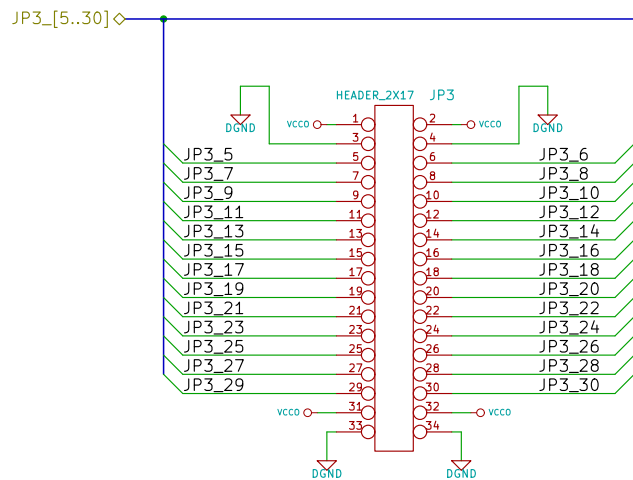 JP3_[5..30]
HEADER_2X17 JP3
DGND DGND
VCCO 1 2 VCCO
3 4
JP3_5 5 6 JP3_6
JP3_7 7 8 JP3_8
JP3_9 9 10 JP3_10
JP3_11 11 12 JP3_12
JP3_13 13 14 JP3_14
JP3_15 15 16 JP3_16
JP3_17 17 18 JP3_18
JP3_19 19 20 JP3_20
JP3_21 21 22 JP3_22
JP3_23 23 24 JP3_24
JP3_25 25 26 JP3_26
JP3_27 27 28 JP3_28
JP3_29 29 30 JP3_30
VCCO 31 32 VCCO
33 34
DGND DGND